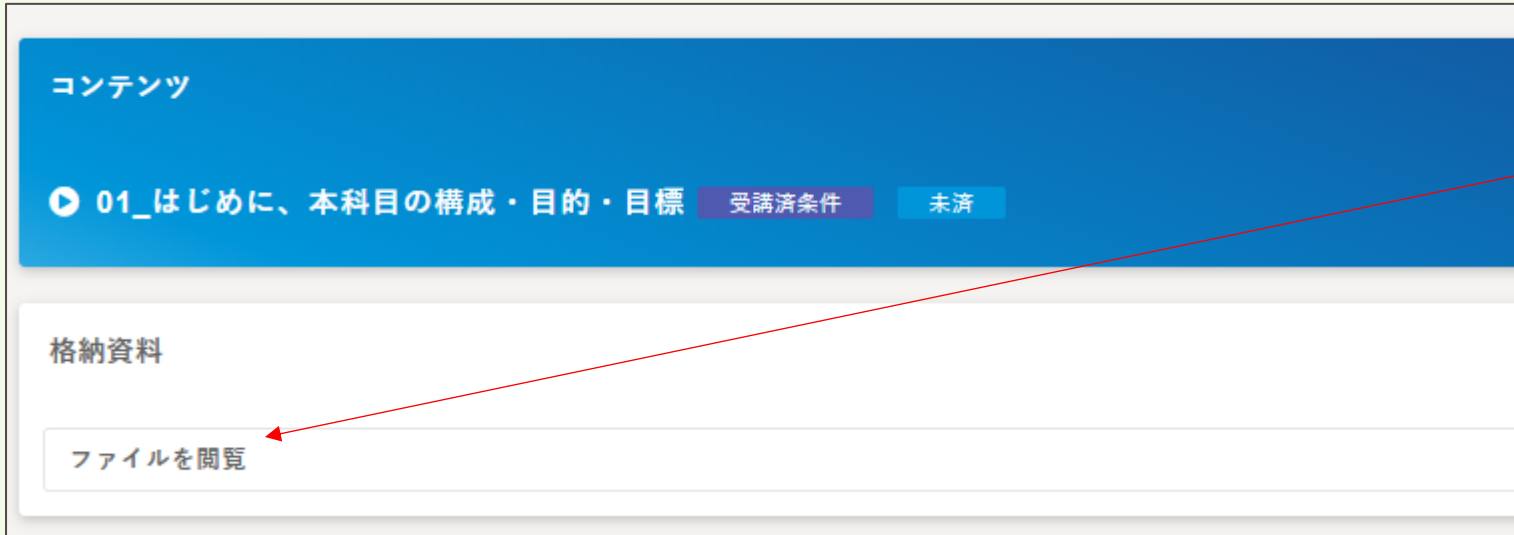 コンテンツ
01_はじめに、本科目の構成・目的・目標 受講済条件 未済
格納資料
ファイルを閲覧